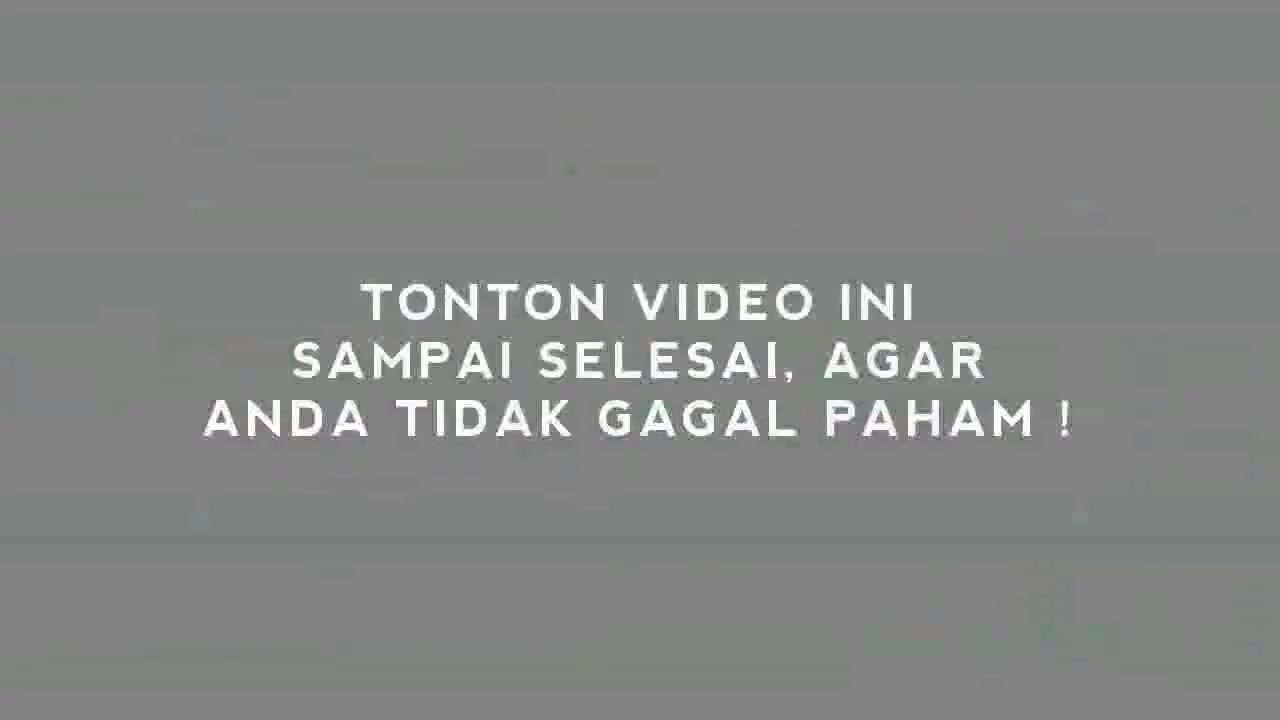 TONTON VIDEO INI
SAMPAI SELESAI, AGAR
ANDA TIDAK GAGAL PAHAM !